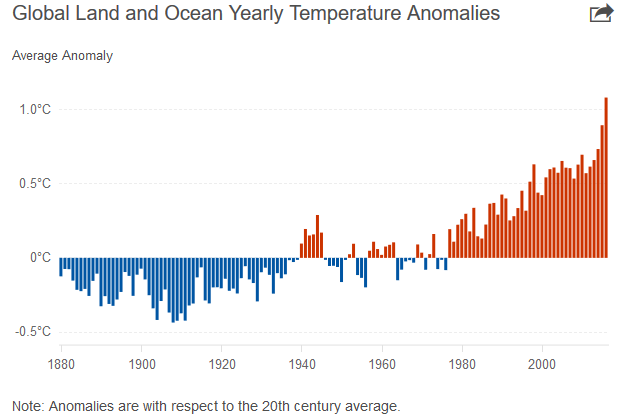 Global Land and Ocean Yearly Temperature Anomalies
Average Anomaly
1.0°C
0.5°C
0°C
-0.5°C
1880 1900 1920 1940 1960 1980 2000
Note: Anomalies are with respect to the 20th century average.